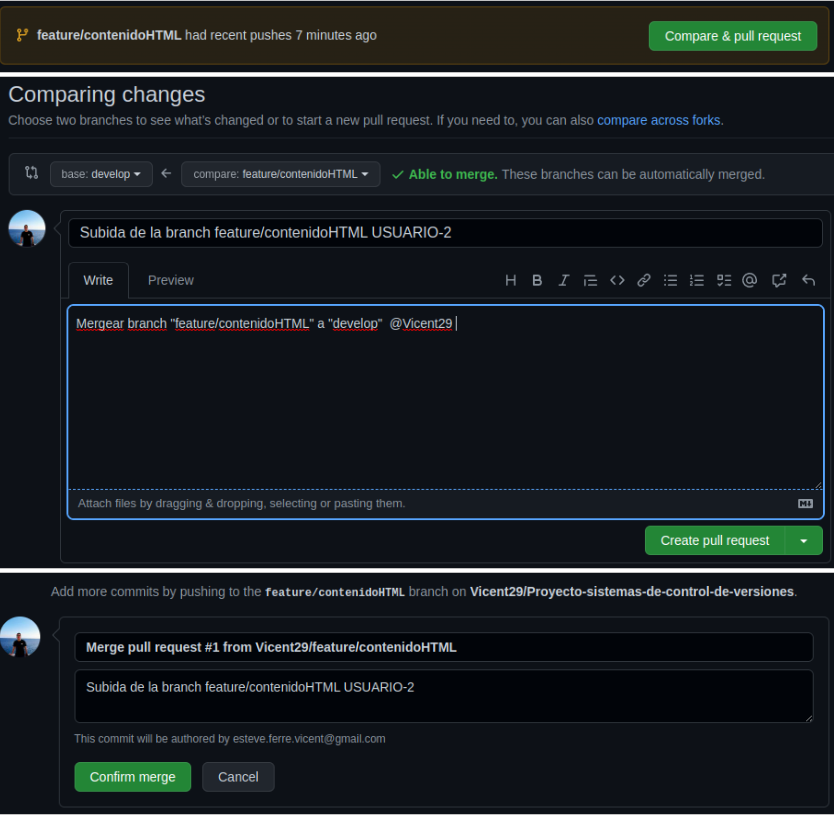 feature/contenidoHTML had recent pushes 7 minutes ago
Compare & pull request
Comparing changes
Choose two branches to see what's changed or to start a new pull request. If you need to, you can also compare across forks.
base: develop
compare: feature/contenidoHTML
Able to merge. These branches can be automatically merged.
Subida de la branch feature/contenidoHTML USUARIO-2
Write
Preview
Mergear branch "feature/contenidoHTML" a "develop"  @Vicent29
Attach files by dragging & dropping, selecting or pasting them.
Create pull request
Add more commits by pushing to the feature/contenidoHTML branch on Vicent29/Proyecto-sistemas-de-control-de-versiones.
Merge pull request #1 from Vicent29/feature/contenidoHTML
Subida de la branch feature/contenidoHTML USUARIO-2
This commit will be authored by esteve.ferre.vicent@gmail.com
Confirm merge
Cancel